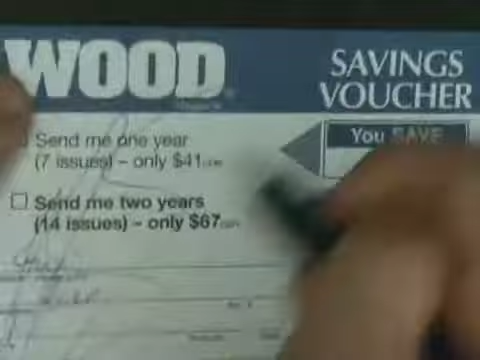 WOOD
SAVINGS
VOUCHER
You SAVE
Send me one year
(7 issues) – only $41
Send me two years
(14 issues) – only $67